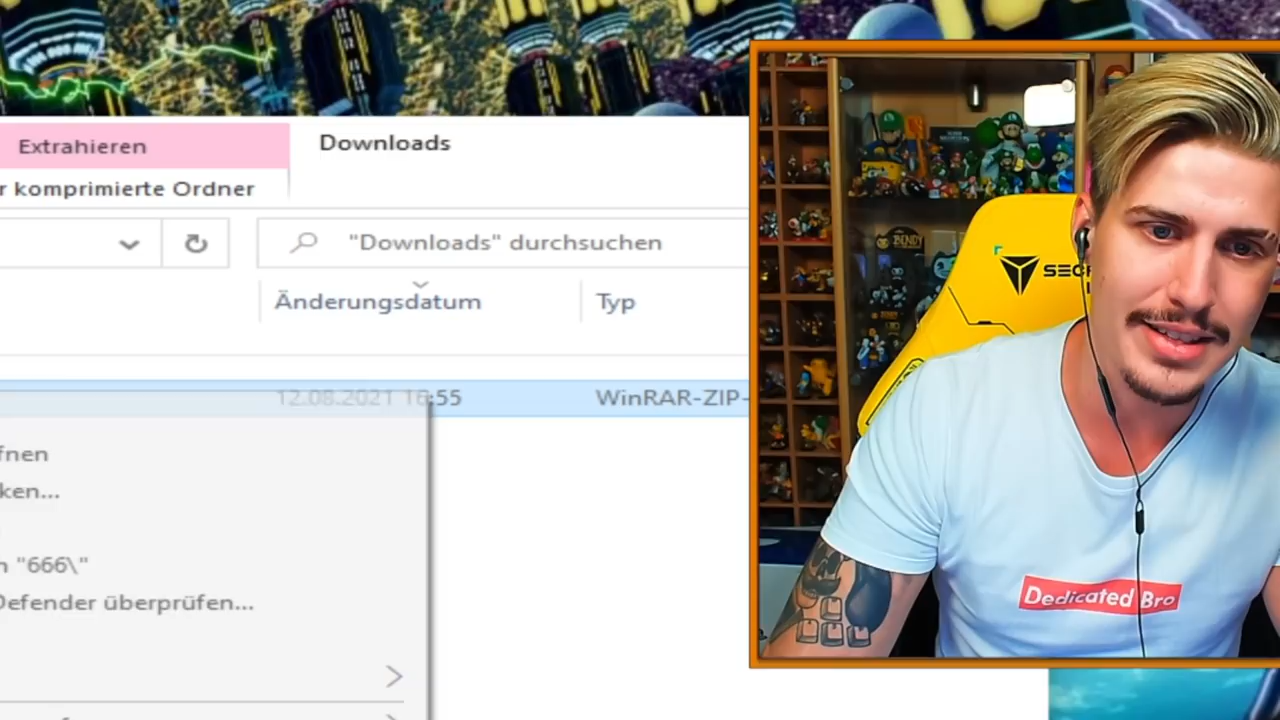 Extrahieren
Downloads
r komprimierte Ordner
"Downloads" durchsuchen
Änderungsdatum
Typ
12.08.2021 16:55
WinRAR-ZIP-
fnen
ken...
n "666\"
Defender überprüfen...
BENDY
SEC
Dedicated Bro